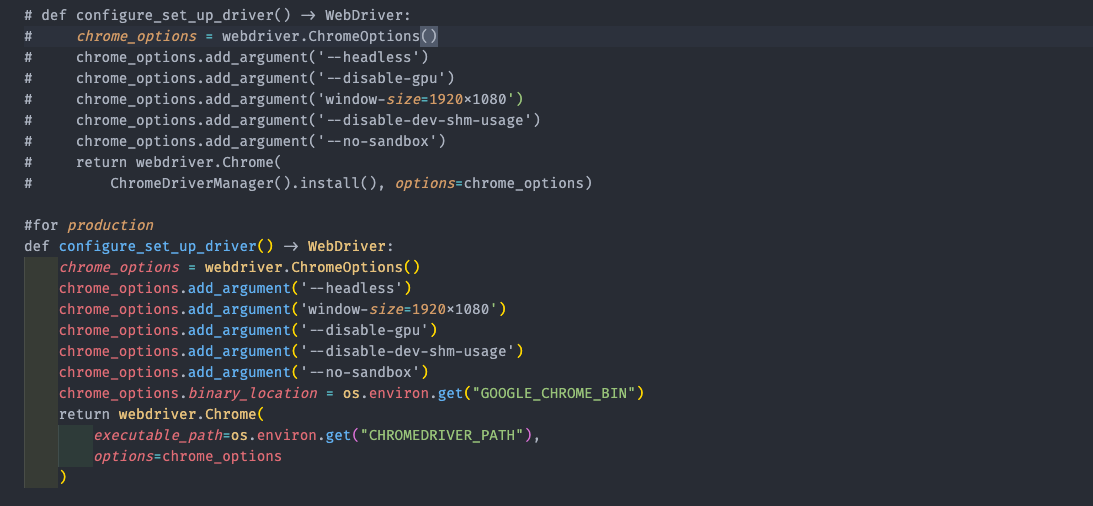 # def configure_set_up_driver() -> WebDriver:
#     chrome_options = webdriver.ChromeOptions()
#     chrome_options.add_argument('--headless')
#     chrome_options.add_argument('--disable-gpu')
#     chrome_options.add_argument('window-size=1920x1080')
#     chrome_options.add_argument('--disable-dev-shm-usage')
#     chrome_options.add_argument('--no-sandbox')
#     return webdriver.Chrome(
#         ChromeDriverManager().install(), options=chrome_options)
#for production
def configure_set_up_driver() -> WebDriver:
    chrome_options = webdriver.ChromeOptions()
    chrome_options.add_argument('--headless')
    chrome_options.add_argument('window-size=1920x1080')
    chrome_options.add_argument('--disable-gpu')
    chrome_options.add_argument('--disable-dev-shm-usage')
    chrome_options.add_argument('--no-sandbox')
    chrome_options.binary_location = os.environ.get("GOOGLE_CHROME_BIN")
    return webdriver.Chrome(
        executable_path=os.environ.get("CHROMEDRIVER_PATH"),
        options=chrome_options
    )